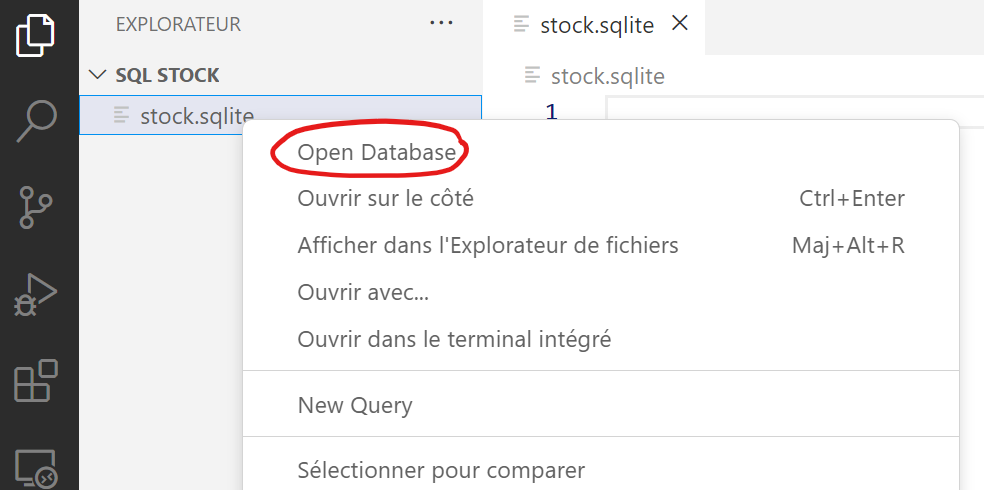 EXPLORATEUR ...
stock.sqlite
SQL STOCK
stock.sqlite
stock.sqlite
1
Open Database
Ouvrir sur le côté Ctrl+Enter
Afficher dans l'Explorateur de fichiers Maj+Alt+R
Ouvrir avec...
Ouvrir dans le terminal intégré
New Query
Sélectionner pour comparer